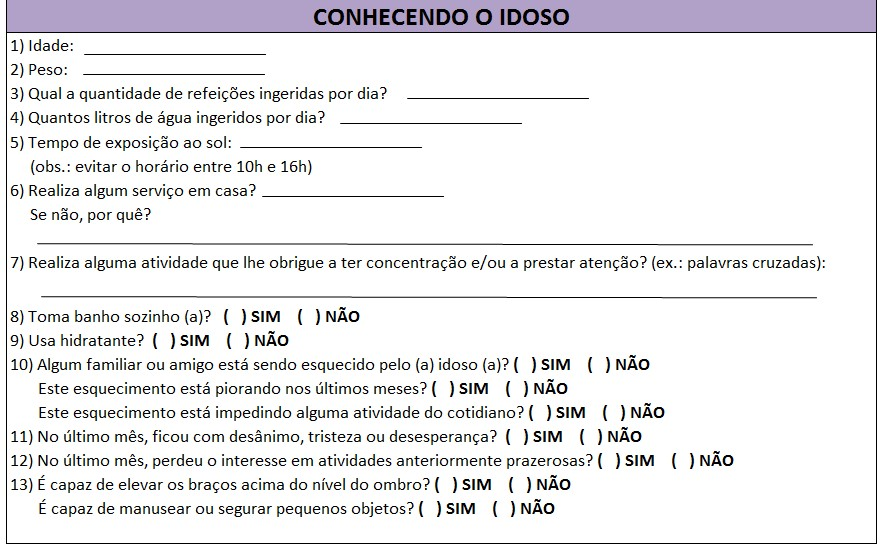 CONHECENDO O IDOSO
1) Idade: ____________________
2) Peso: ____________________
3) Qual a quantidade de refeições ingeridas por dia? ____________________
4) Quantos litros de água ingeridos por dia? ____________________
5) Tempo de exposição ao sol: ____________________
(obs.: evitar o horário entre 10h e 16h)
6) Realiza algum serviço em casa? ____________________
Se não, por quê?
7) Realiza alguma atividade que lhe obrigue a ter concentração e/ou a prestar atenção? (ex.: palavras cruzadas):
8) Toma banho sozinho (a)? ( ) SIM ( ) NÃO
9) Usa hidratante? ( ) SIM ( ) NÃO
10) Algum familiar ou amigo está sendo esquecido pelo (a) idoso (a)? ( ) SIM ( ) NÃO
Este esquecimento está piorando nos últimos meses? ( ) SIM ( ) NÃO
Este esquecimento está impedindo alguma atividade do cotidiano? ( ) SIM ( ) NÃO
11) No último mês, ficou com desânimo, tristeza ou desesperança? ( ) SIM ( ) NÃO
12) No último mês, perdeu o interesse em atividades anteriormente prazerosas? ( ) SIM ( ) NÃO
13) É capaz de elevar os braços acima do nível do ombro? ( ) SIM ( ) NÃO
É capaz de manusear ou segurar pequenos objetos? ( ) SIM ( ) NÃO